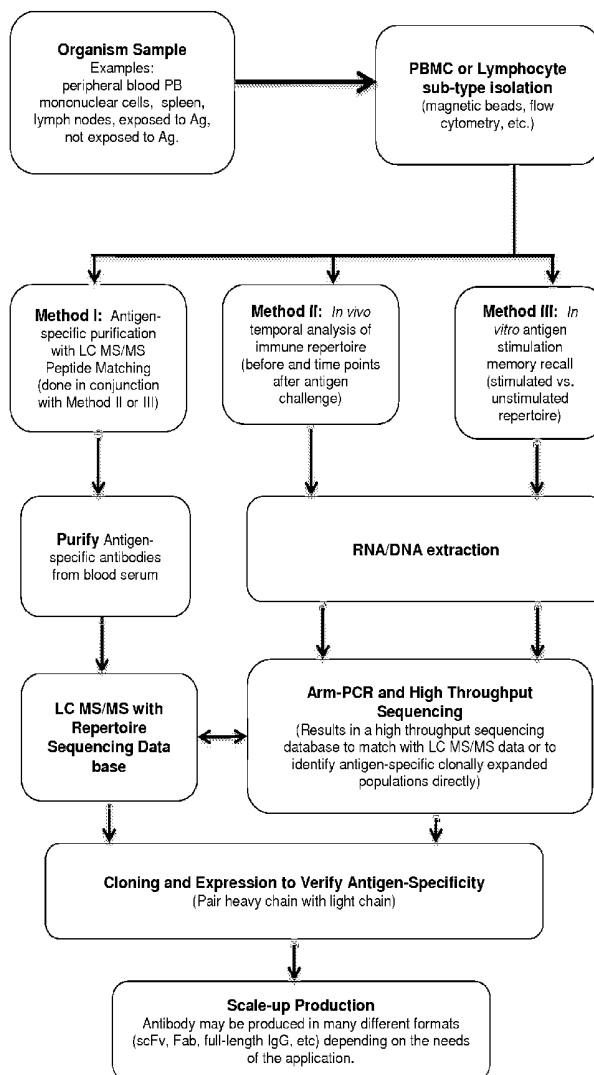 Organism Sample
Examples:
peripheral blood PB
mononuclear cells, spleen,
lymph nodes, exposed to Ag,
not exposed to Ag.
PBMC or Lymphocyte
sub-type isolation
(magnetic beads, flow
cytometry, etc.)
Method I: Antigen-
specific purification
with LC MS/MS
Peptide Matching
(done in conjunction
with Method II or III)
Method II: In vivo
temporal analysis of
immune repertoire
(before and time points
after antigen
challenge)
Method III: In
vitro antigen
stimulation
memory recall
(stimulated vs.
unstimulated
repertoire)
Purify Antigen-
specific antibodies
from blood serum
RNA/DNA extraction
LC MS/MS with
Repertoire
Sequencing Data
base
Arm-PCR and High Throughput
Sequencing
(Results in a high throughput sequencing
database to match with LC MS/MS data or to
identify antigen-specific clonally expanded
populations directly)
Cloning and Expression to Verify Antigen-Specificity
(Pair heavy chain with light chain)
Scale-up Production
Antibody may be produced in many different formats
(scFv, Fab, full-length IgG, etc) depending on the needs
of the application.